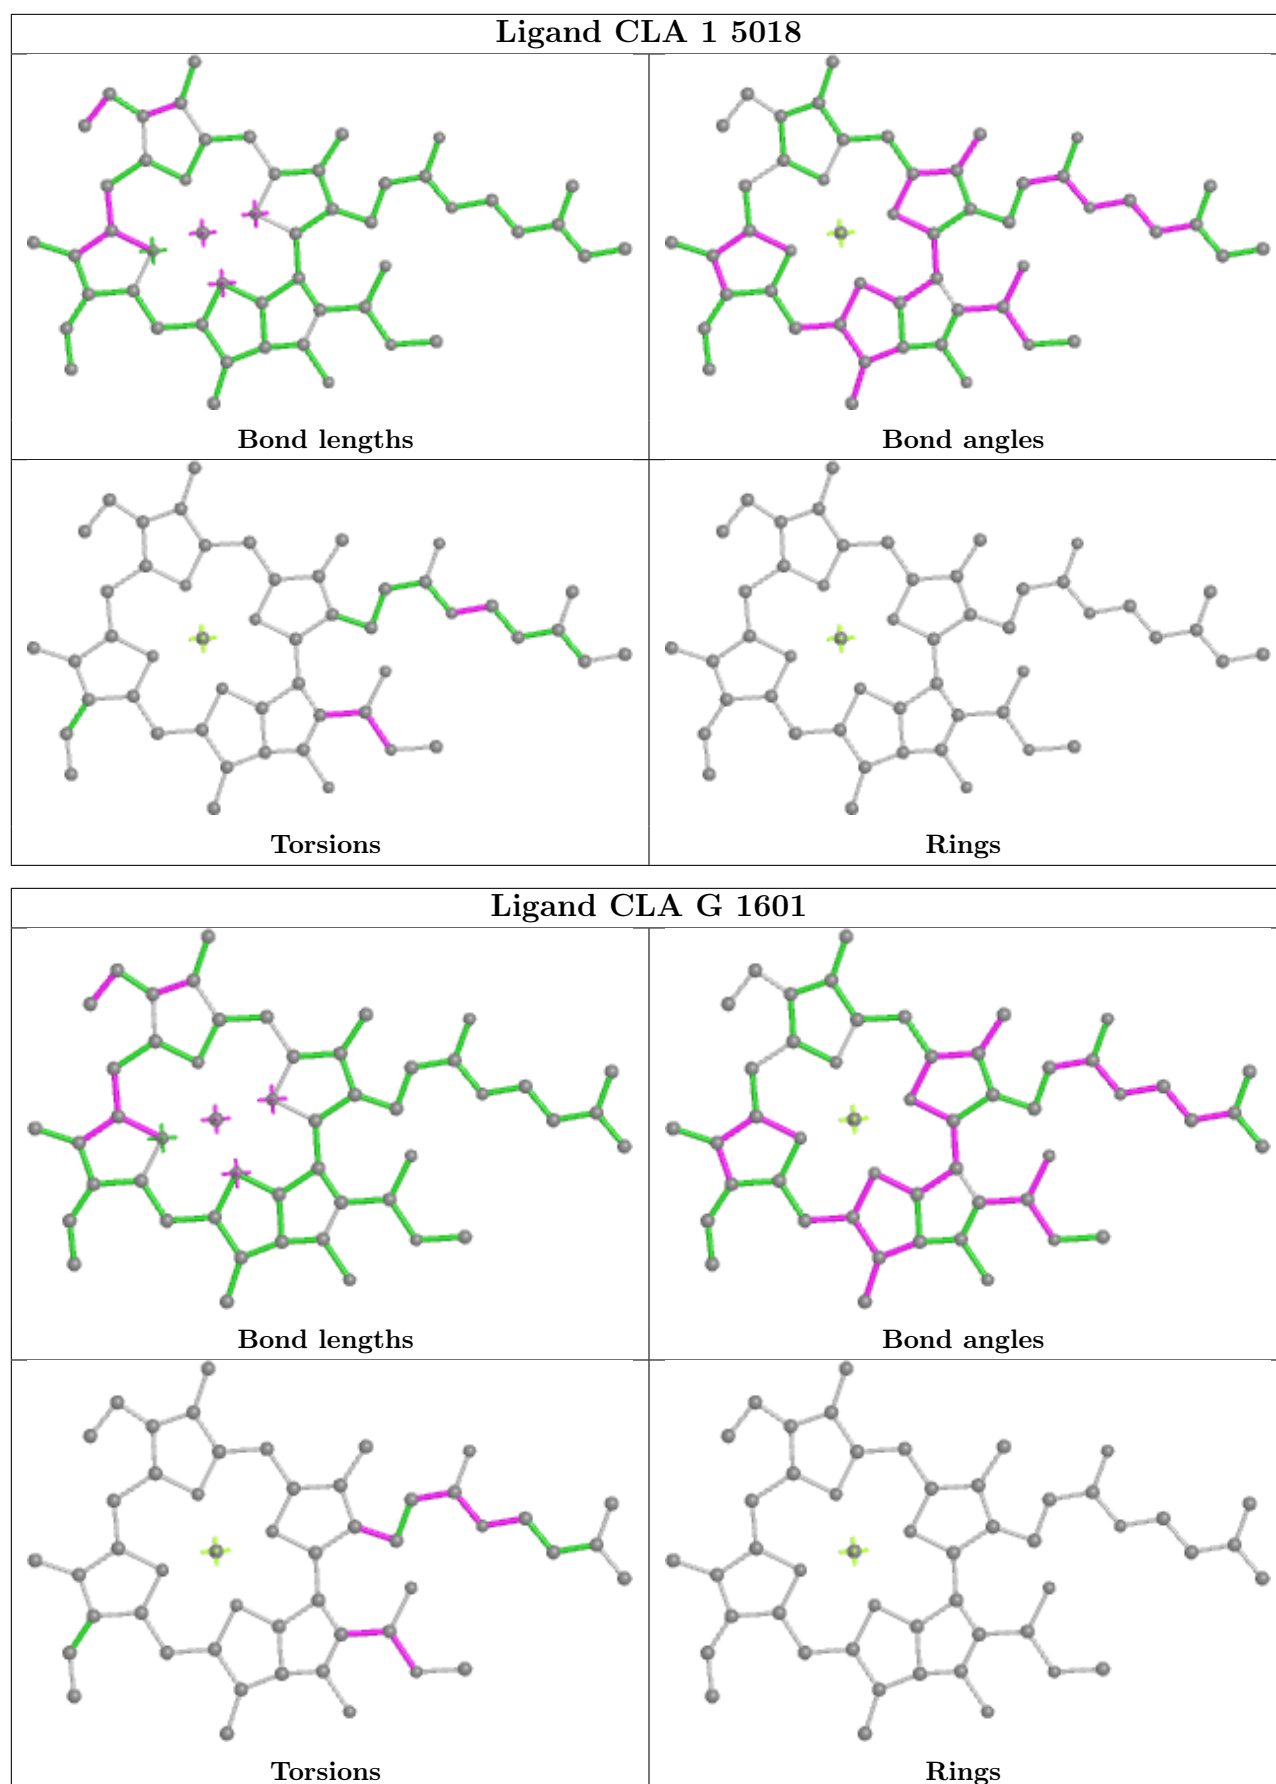 Ligand CLA 1 5018
Bond lengths
Bond angles
Torsions
Rings
Ligand CLA G 1601
Bond lengths
Bond angles
Torsions
Rings